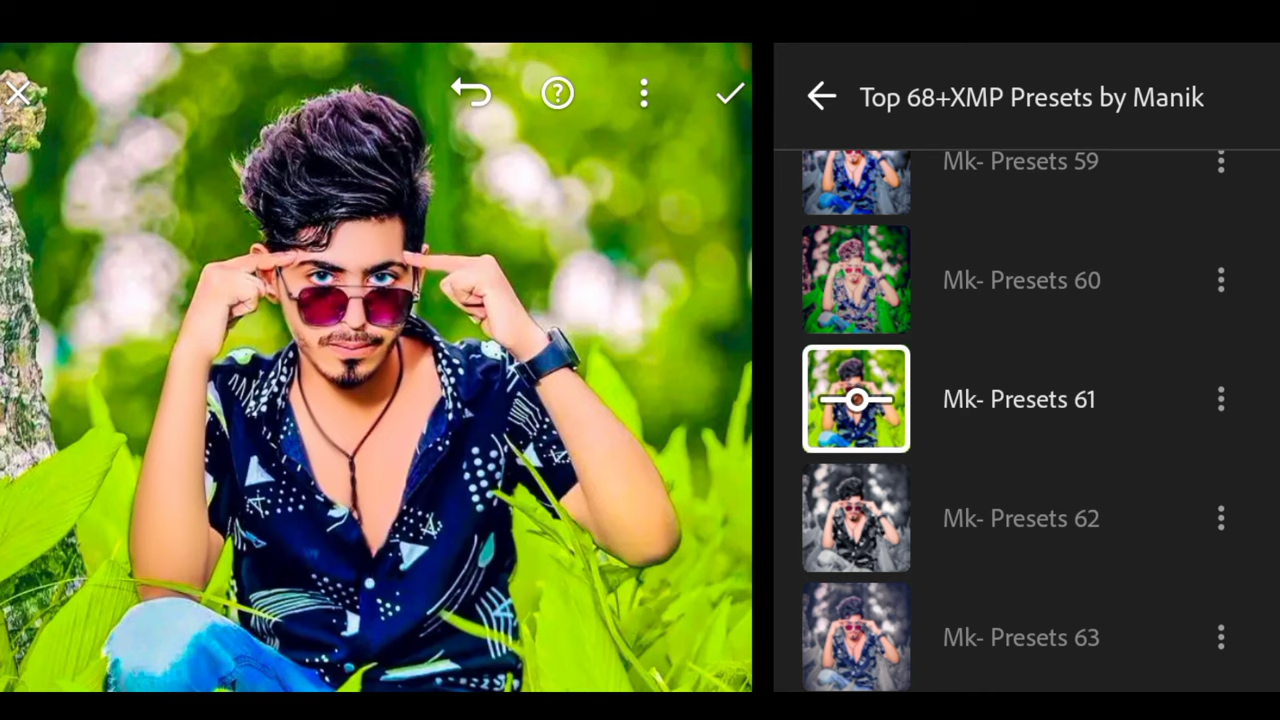 Top 68+XMP Presets by Manik
Mk- Presets 59
Mk- Presets 60
Mk- Presets 61
Mk- Presets 62
Mk- Presets 63